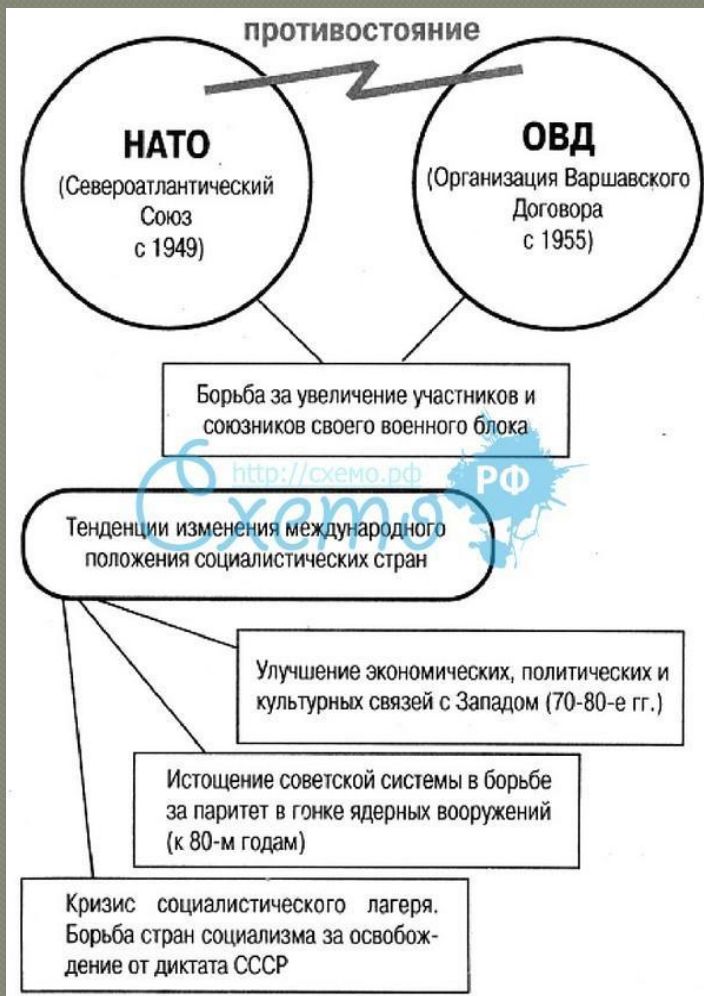 противостояние
НАТО
(Североатлантический
Союз
с 1949)
ОВД
(Организация Варшавского
Договора
с 1955)
Борьба за увеличение участников и
союзников своего военного блока
http://схемо.рф
Схемо
РФ
Тенденции изменения международного
положения социалистических стран
Улучшение экономических, политических и
культурных связей с Западом (70-80-е гг.)
Истощение советской системы в борьбе
за паритет в гонке ядерных вооружений
(к 80-м годам)
Кризис социалистического лагеря.
Борьба стран социализма за освобож-
дение от диктата СССР